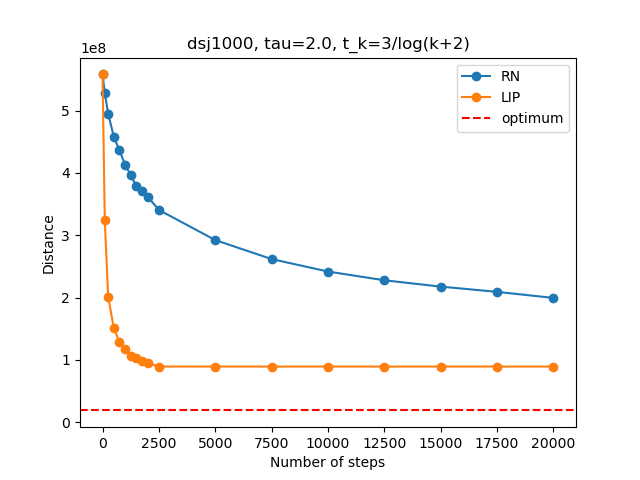 dsj1000, tau=2.0, t_k=3/log(k+2)
1e8
RN
LIP
optimum
Distance
5
4
3
2
1
0
0 2500 5000 7500 10000 12500 15000 17500 20000
Number of steps